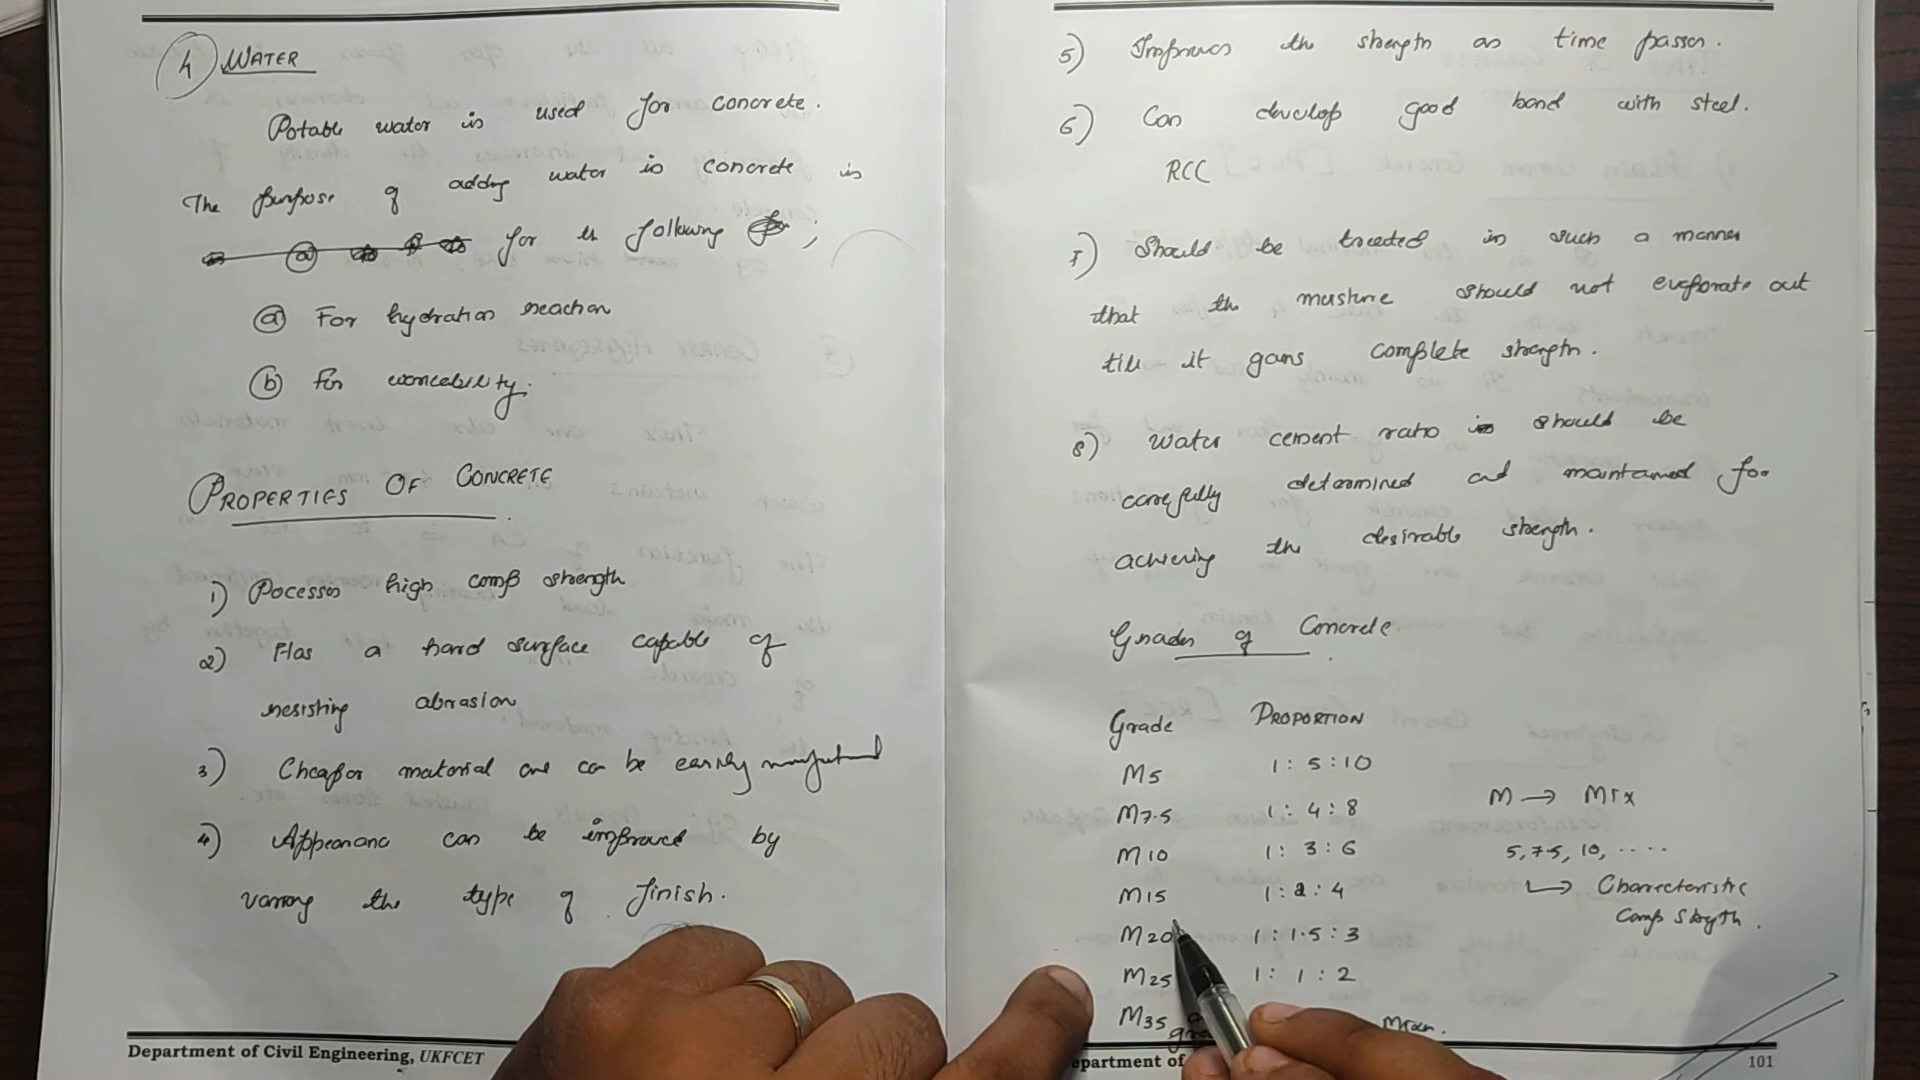 4 WATER
Potable water is used for concrete.
The purpose of adding water is concrete is
for the following ;
a For hydration reaction
b For workability.
PROPERTIES OF CONCRETE
1) Pocesses high comp strength
2) Has a hard surface capable of
resisting abrasion
3) Cheaper material and can be easily
4) Appearance can be improved by
varying the type of finish.
Department of Civil Engineering, UKFCET
5) Improves the strength as time passes.
6) Can develop good bond with steel.
RCC
7) Should be treated in such a manner
that the moisture should not evaporate out
till it gains complete strength.
8) Water cement ratio should be
carefully determined and maintained for
achieving the desirable strength.
Grades of Concrete
Grade PROPORTION
M5 1 : 5 : 10
M7.5 1 : 4 : 8
M10 1 : 3 : 6
M15 1 : 2 : 4
M20 1 : 1.5 : 3
M25 1 : 1 : 2
M35
M → Mix
5, 7.5, 10, .....
↳ Characteristic
Comp Strgth.
epartment of
101